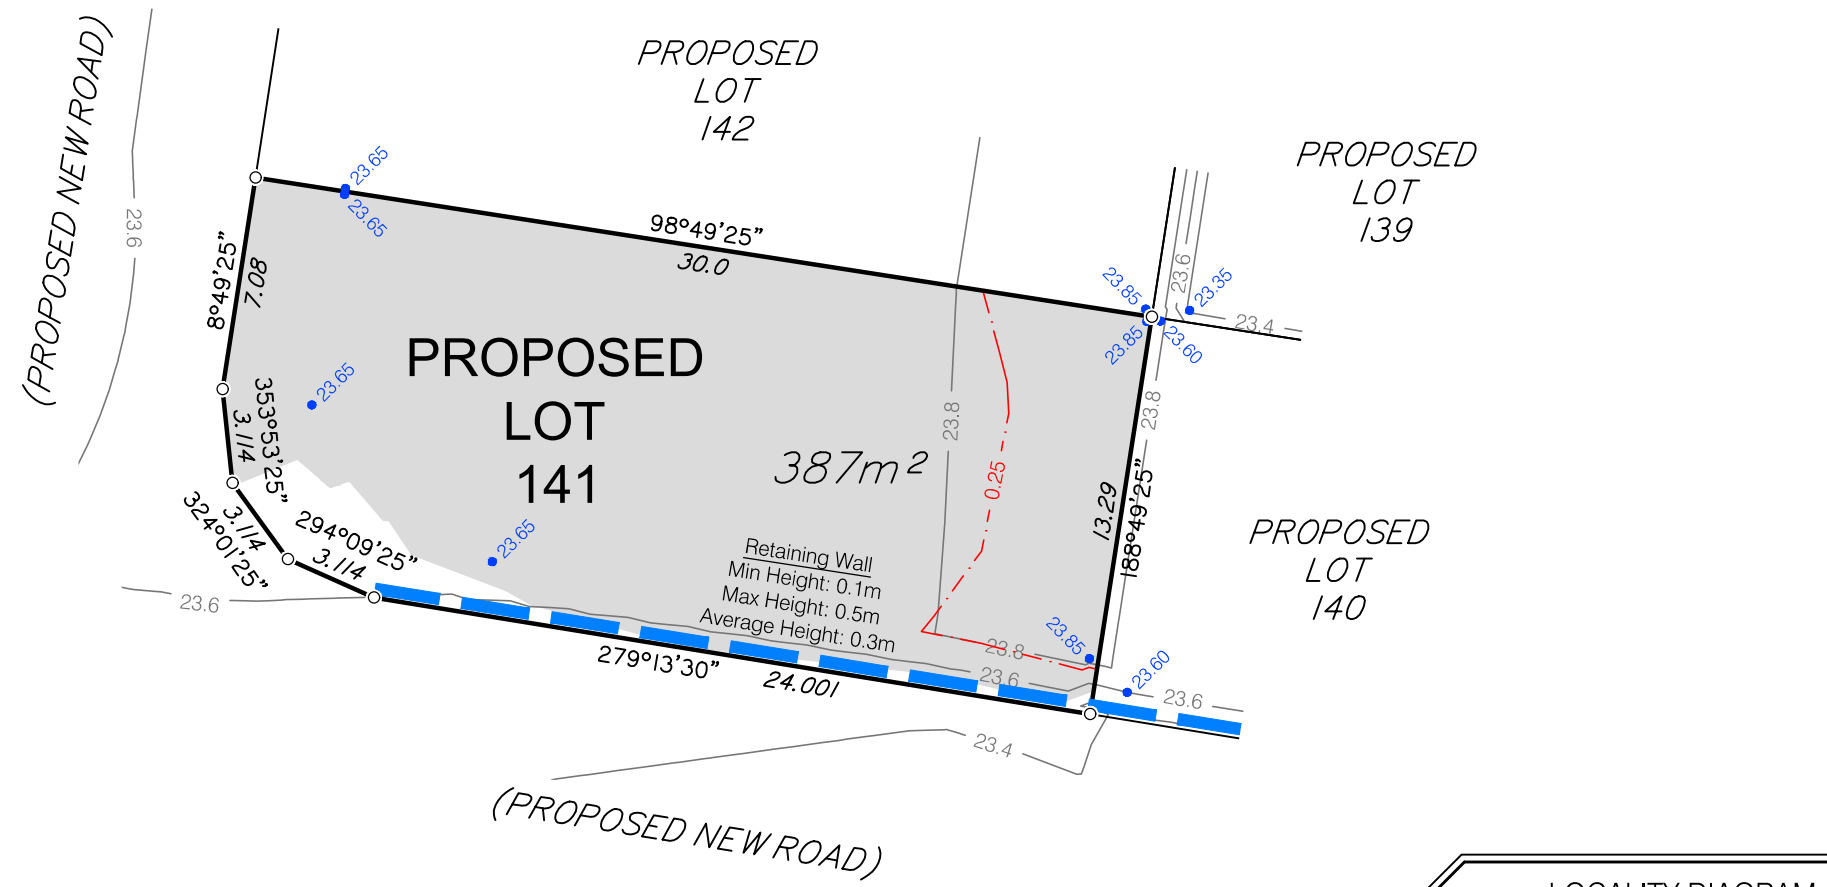 PROPOSED
LOT
142
(PROPOSED NEW ROAD)
PROPOSED
LOT
139
23.6
23.65
23.65
98°49'25"
30.0
8°49'25"
7.08
23.85
23.85
23.6
23.35
23.4
23.60
PROPOSED
LOT
141
387m²
23.65
23.8
0.25
23.8
353°53'25"
3.114
324°01'25"
3.114
294°09'25"
3.114
23.65
13.29
188°49'25"
PROPOSED
LOT
140
Retaining Wall
Min Height: 0.1m
Max Height: 0.5m
Average Height: 0.3m
23.6
23.8
23.85
23.60
23.6
23.6
279°13'30"
24.001
23.4
(PROPOSED NEW ROAD)
LOCALITY DIAGRAM